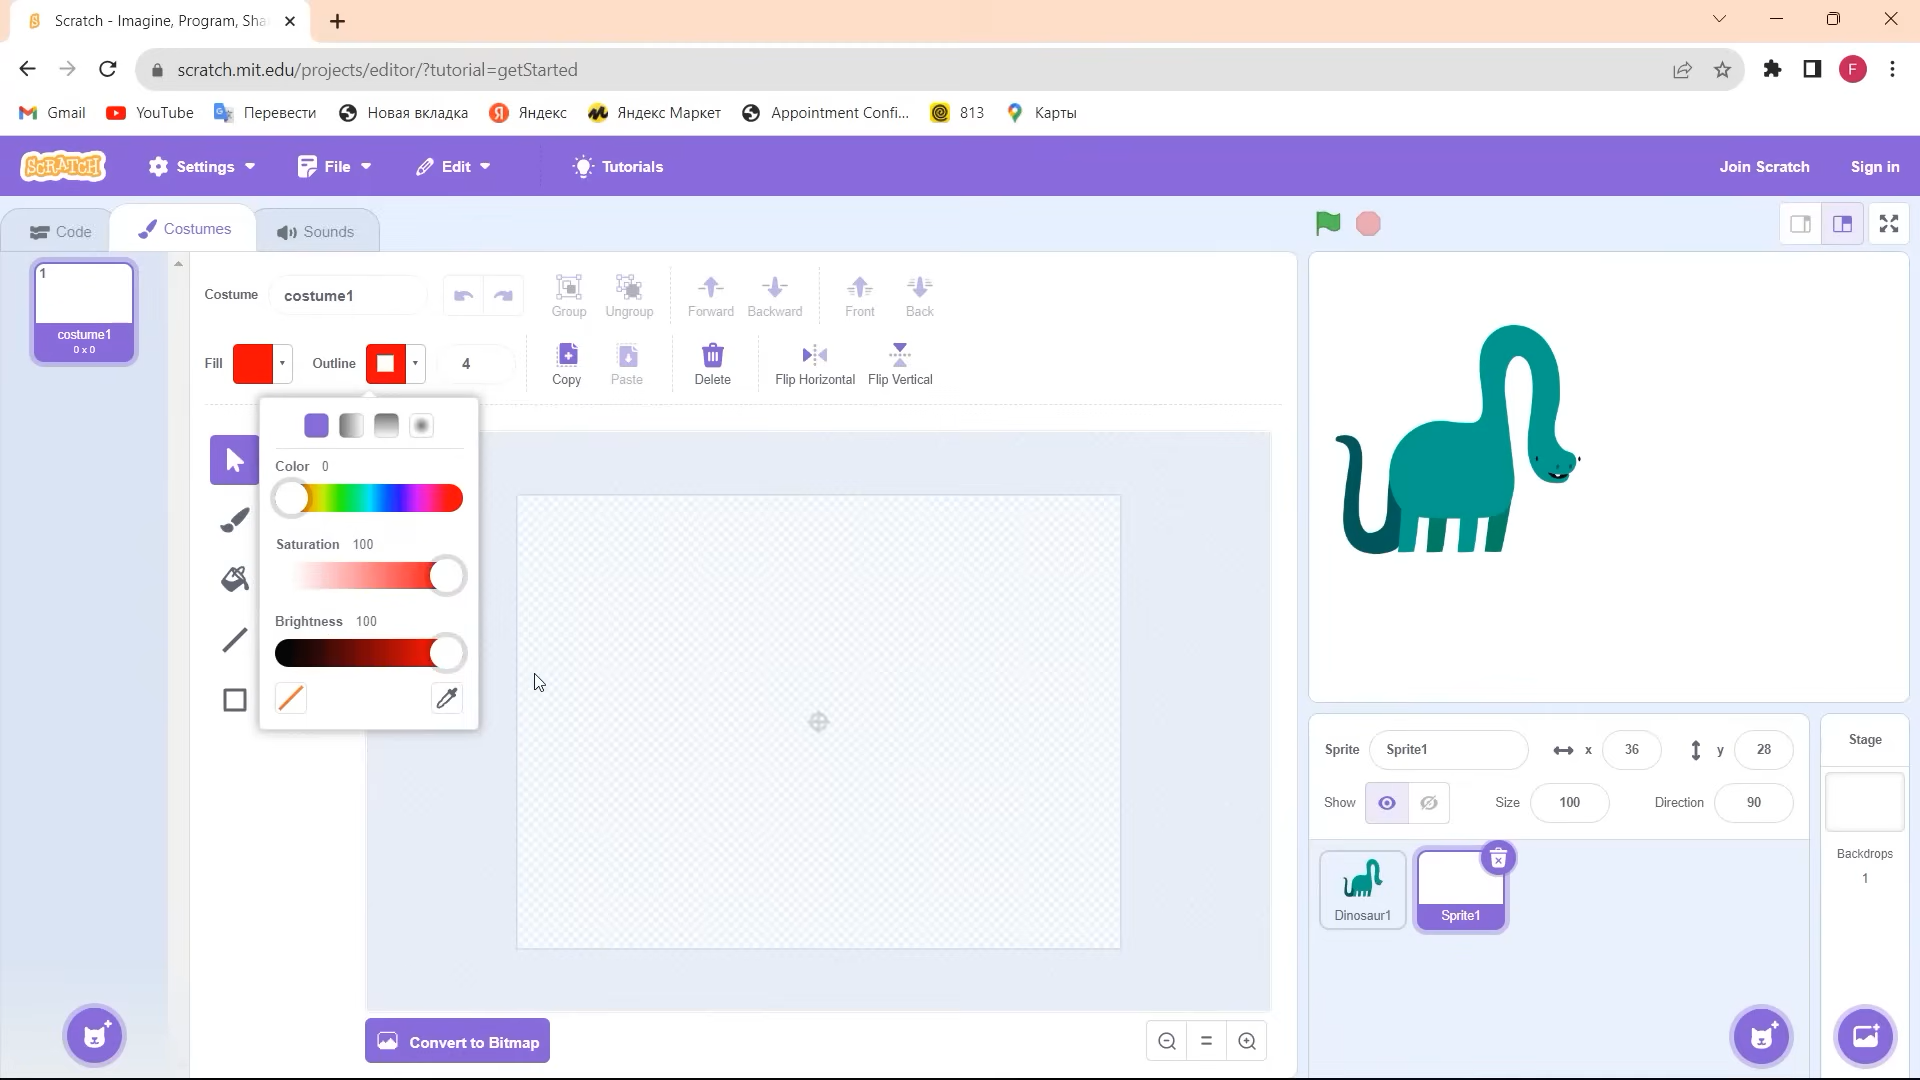 Scratch - Imagine, Program, Sha
scratch.mit.edu/projects/editor/?tutorial=getStarted
F
Gmail YouTube Перевести Новая вкладка Яндекс Яндекс Маркет Appointment Confi... 813 Карты
SCRATCH Settings File Edit Tutorials Join Scratch Sign in
Code Costumes Sounds
1
costume1
0 x 0
Costume costume1 Group Ungroup Forward Backward Front Back
Fill Outline 4 Copy Paste Delete Flip Horizontal Flip Vertical
Color 0
Saturation 100
Brightness 100
Convert to Bitmap
Sprite Sprite1 x 36 y 28
Show Size 100 Direction 90
Dinosaur1 Sprite1
Stage
Backdrops
1